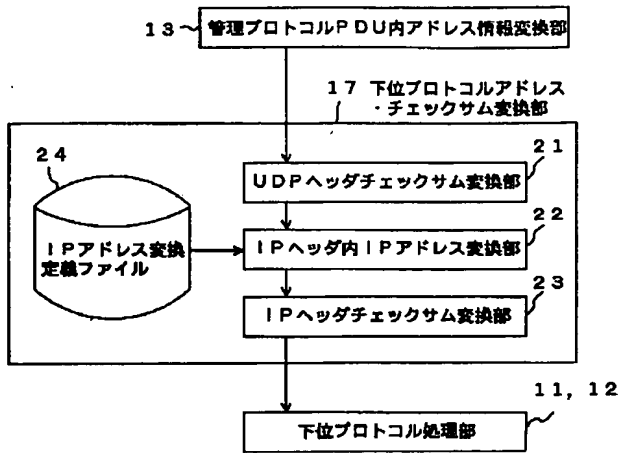 13
管理プロトコルPDU内アドレス情報変換部
17 下位プロトコルアドレス
・チェックサム変換部
24
21
UDPヘッダチェックサム変換部
22
IPアドレス変換
定義ファイル
IPヘッダ内IPアドレス変換部
23
IPヘッダチェックサム変換部
11, 12
下位プロトコル処理部